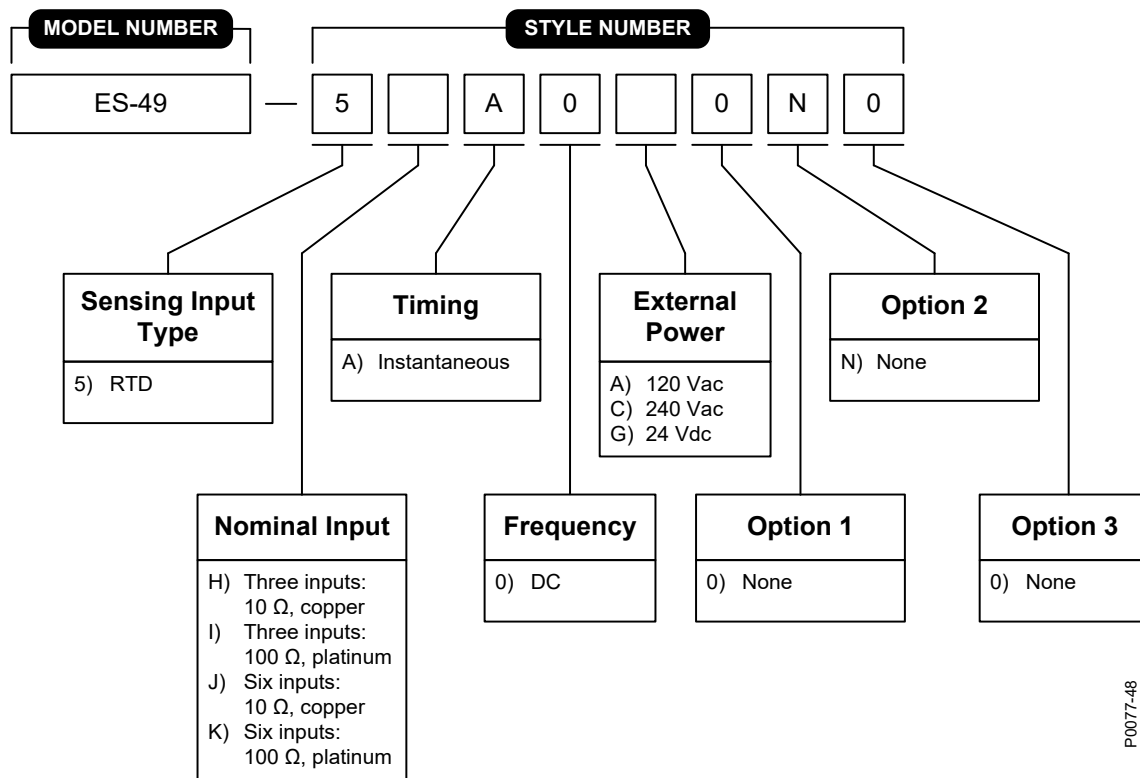 MODEL NUMBER
STYLE NUMBER
ES-49 — 5 A 0 0 N 0
Sensing Input
Type
5) RTD
Timing
A) Instantaneous
External
Power
A) 120 Vac
C) 240 Vac
G) 24 Vdc
Option 2
N) None
Nominal Input
H) Three inputs:
10 Ω, copper
I) Three inputs:
100 Ω, platinum
J) Six inputs:
10 Ω, copper
K) Six inputs:
100 Ω, platinum
Frequency
0) DC
Option 1
0) None
Option 3
0) None
P0077-48